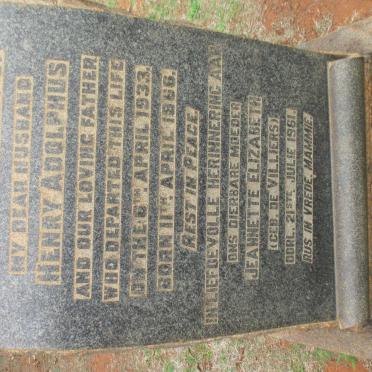 MY DEAR HUSBAND
HENRY ADOLPHUS
AND OUR LOVING FATHER
WHO DEPARTED THIS LIFE
ON THE 6TH APRIL 1933.
BORN 11TH APRIL 1866.
REST IN PEACE.
IN LIEFDEVOLLE HERINNERING AAN
ONS DIERBARE MOEDER
JEANNETTE ELIZABETH
(GEB. DE VILLIERS).
OORL. 21STE JULIE 1961
RUS IN VREDE, MAMMIE